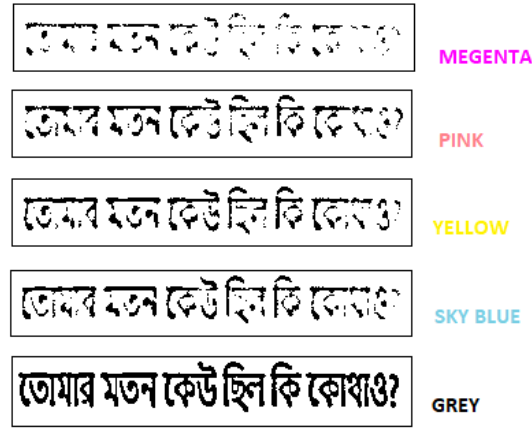 তোমার মতন কেউ ছিল কি কোথাও?
MEGENTA
তোমার মতন কেউ ছিল কি কোথাও?
PINK
তোমার মতন কেউ ছিল কি কোথাও?
YELLOW
তোমার মতন কেউ ছিল কি কোথাও?
SKY BLUE
তোমার মতন কেউ ছিল কি কোথাও?
GREY